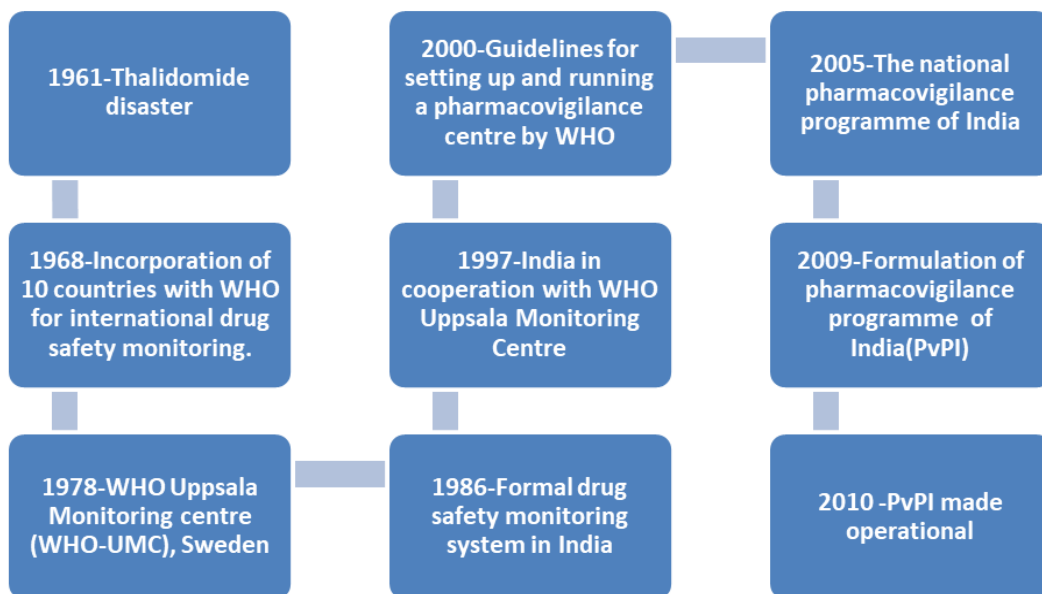 1961-Thalidomide
disaster
1968-Incorporation of
10 countries with WHO
for international drug
safety monitoring.
1978-WHO Uppsala
Monitoring centre
(WHO-UMC), Sweden
1986-Formal drug
safety monitoring
system in India
1997-India in
cooperation with WHO
Uppsala Monitoring
Centre
2000-Guidelines for
setting up and running
a pharmacovigilance
centre by WHO
2005-The national
pharmacovigilance
programme of India
2009-Formulation of
pharmacovigilance
programme of
India(PvPI)
2010 -PvPI made
operational